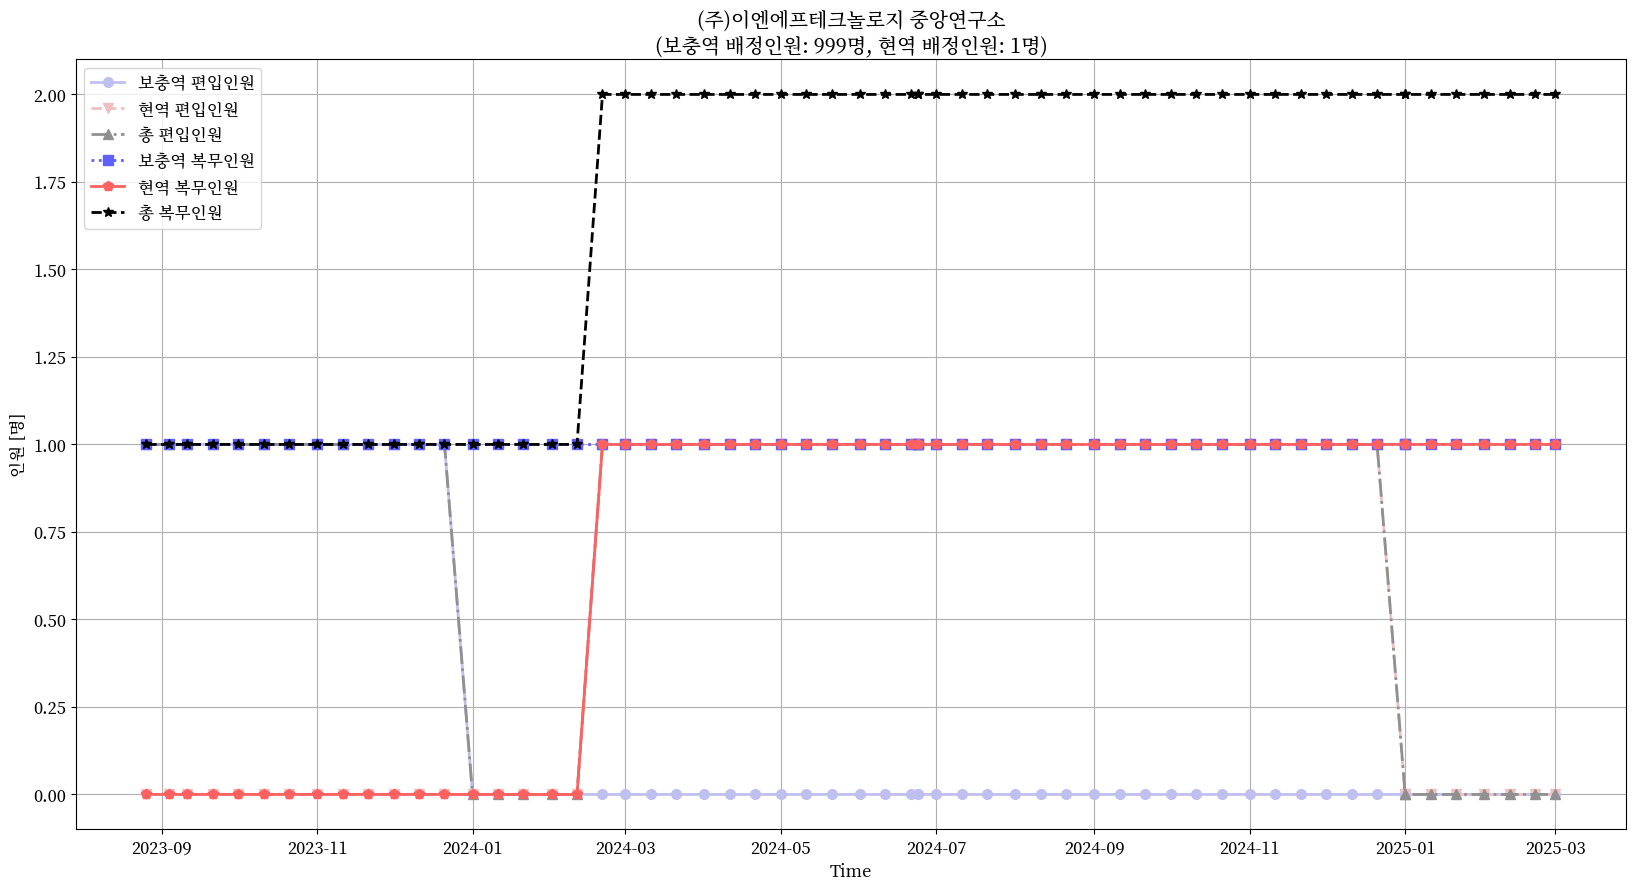 (주)이엔에프테크놀로지 중앙연구소
(보충역 배정인원: 999명, 현역 배정인원: 1명)
보충역 편입인원
현역 편입인원
총 편입인원
보충역 복무인원
현역 복무인원
총 복무인원
인원 [명]
2.00
1.75
1.50
1.25
1.00
0.75
0.50
0.25
0.00
2023-09 2023-11 2024-01 2024-03 2024-05 2024-07 2024-09 2024-11 2025-01 2025-03
Time